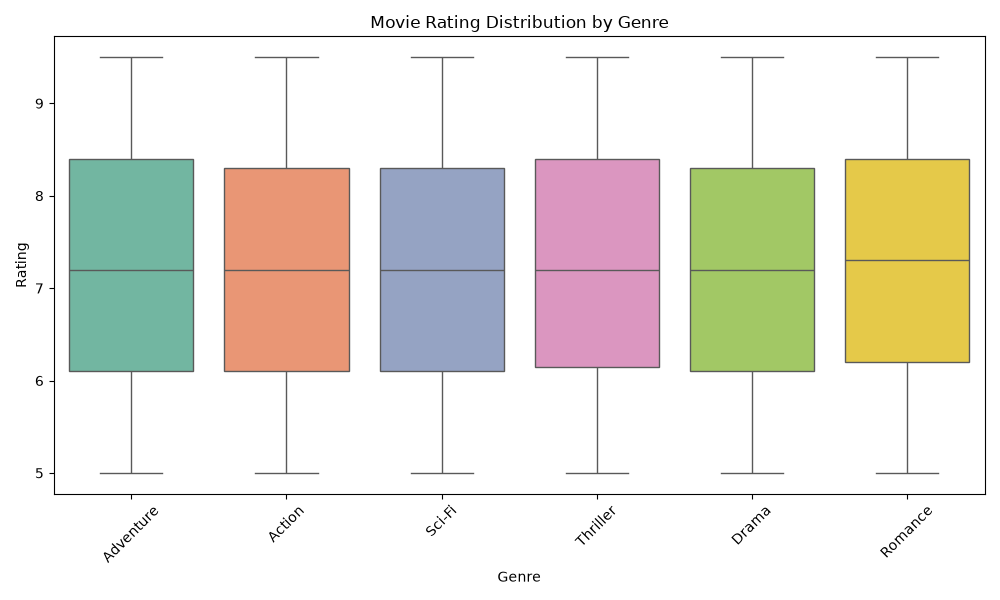 Movie Rating Distribution by Genre
Rating
9
8
7
6
5
Adventure
Action
Sci-Fi
Thriller
Drama
Romance
Genre